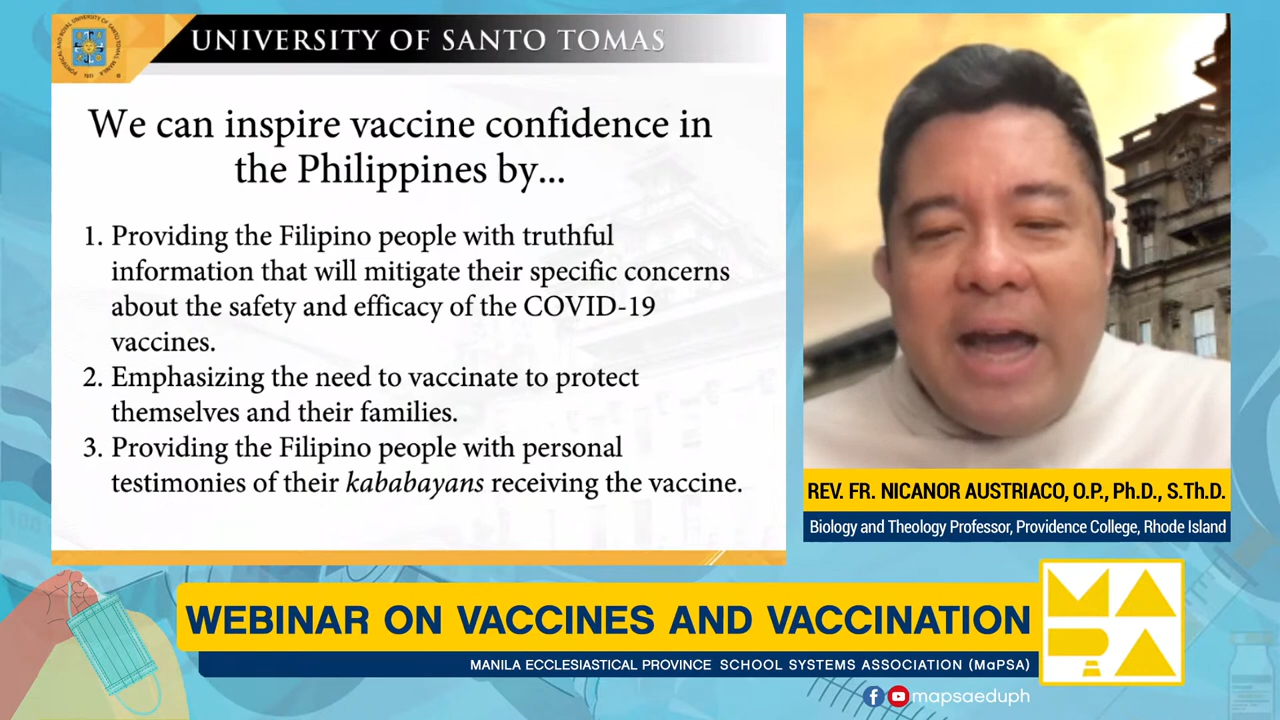 UNIVERSITY OF SANTO TOMAS
We can inspire vaccine confidence in
the Philippines by...
1. Providing the Filipino people with truthful
information that will mitigate their specific concerns
about the safety and efficacy of the COVID-19
vaccines.
2. Emphasizing the need to vaccinate to protect
themselves and their families.
3. Providing the Filipino people with personal
testimonies of their kababayans receiving the vaccine.
REV. FR. NICANOR AUSTRIACO, O.P., Ph.D., S.Th.D.
Biology and Theology Professor, Providence College, Rhode Island
WEBINAR ON VACCINES AND VACCINATION
MANILA ECCLESIASTICAL PROVINCE SCHOOL SYSTEMS ASSOCIATION (MaPSA)
mapsaeduph